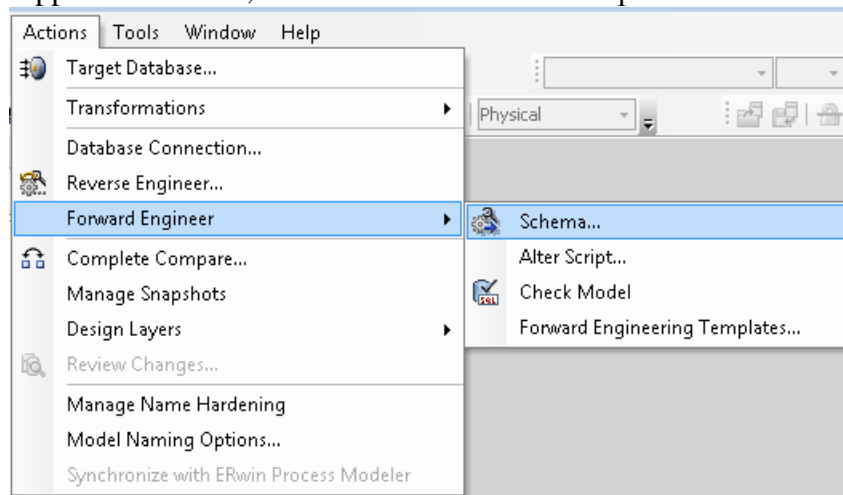 Actions Tools Window Help
Target Database...
Transformations
Physical
Database Connection...
Reverse Engineer...
Forward Engineer
Schema...
Complete Compare...
Alter Script...
Manage Snapshots
Check Model
Design Layers
Forward Engineering Templates...
Review Changes...
Manage Name Hardening
Model Naming Options...
Synchronize with ERwin Process Modeler